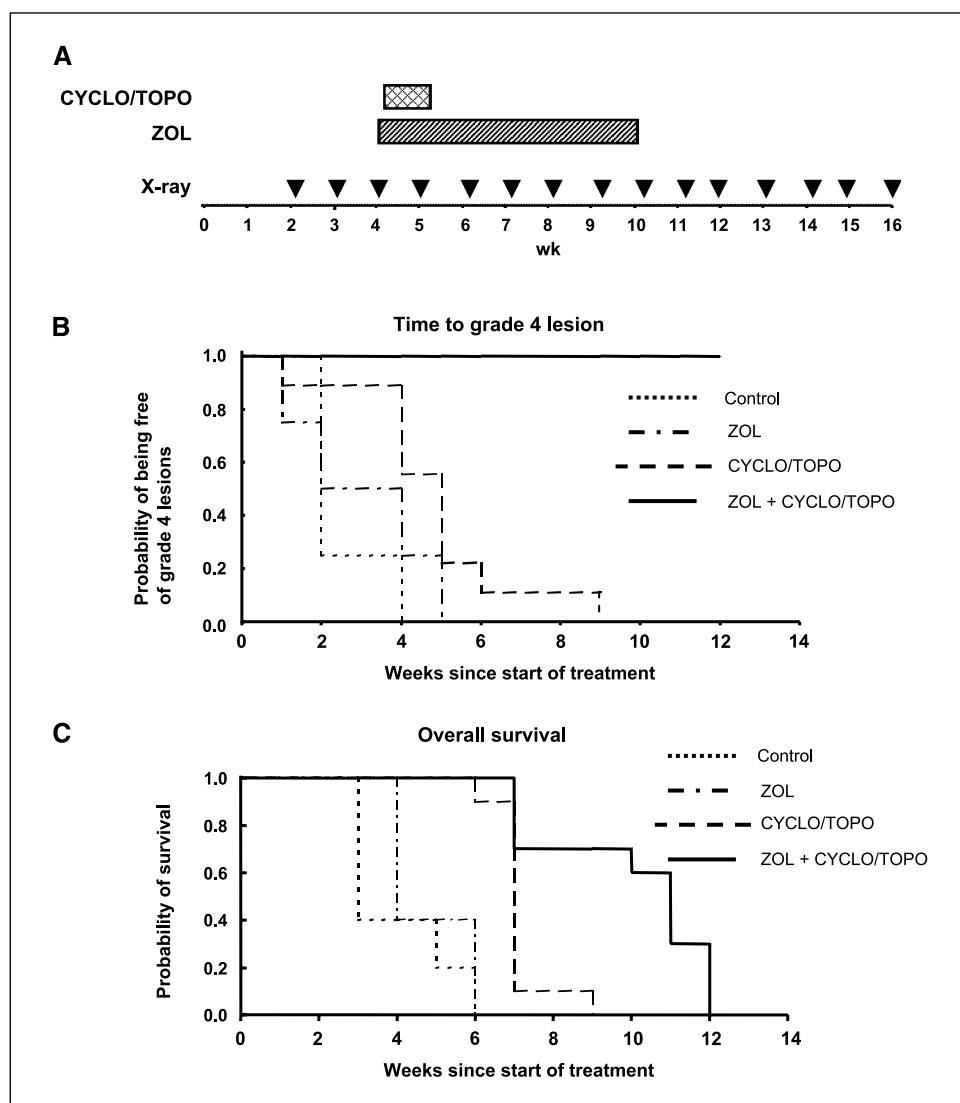 A
CYCLO/TOPO
ZOL
X-ray
0 1 2 3 4 5 6 7 8 9 10 11 12 13 14 15 16
wk
B
Time to grade 4 lesion
Probability of being free
of grade 4 lesions
1.0
0.8
0.6
0.4
0.2
0.0
Control
ZOL
CYCLO/TOPO
ZOL + CYCLO/TOPO
0 2 4 6 8 10 12 14
Weeks since start of treatment
C
Overall survival
Probability of survival
1.0
0.8
0.6
0.4
0.2
0.0
Control
ZOL
CYCLO/TOPO
ZOL + CYCLO/TOPO
0 2 4 6 8 10 12 14
Weeks since start of treatment